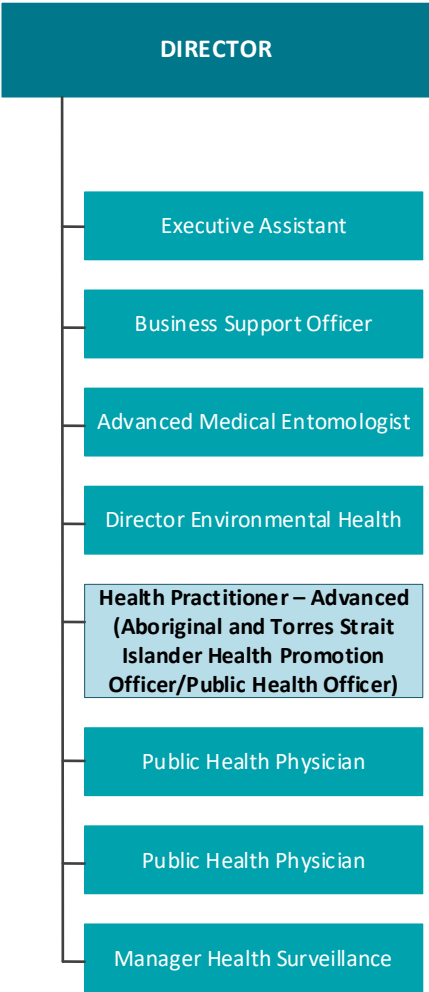 DIRECTOR
Executive Assistant
Business Support Officer
Advanced Medical Entomologist
Director Environmental Health
Health Practitioner – Advanced
(Aboriginal and Torres Strait
Islander Health Promotion
Officer/Public Health Officer)
Public Health Physician
Public Health Physician
Manager Health Surveillance